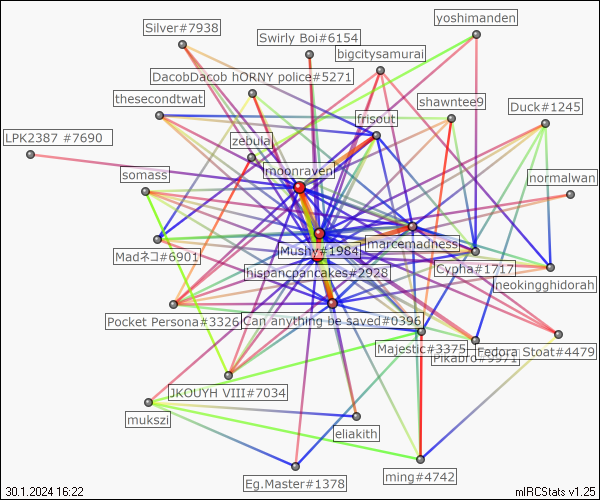 yoshimanden
Silver#7938
Swirly Boi#6154
bigcitysamurai
DacobDacob hORNY police#5271
thesecondtwat
shawntee9
Duck#1245
frisout
LPK2387 #7690
zebulaj
moonraven
somass
normalwan
marcemadness
Mushy#1984
Madネコ#6901
hispancpancakes#2928
Cypha#1717
neokingghidorah
Pocket Persona#3326
Can anything be saved#0396
Majestic#3375
Fedora Stoat#4479
JKOUYH VIII#7034
mukszi
eliakith
ming#4742
Eg.Master#1378
30.1.2024 16:22
mIRCStats v1.25